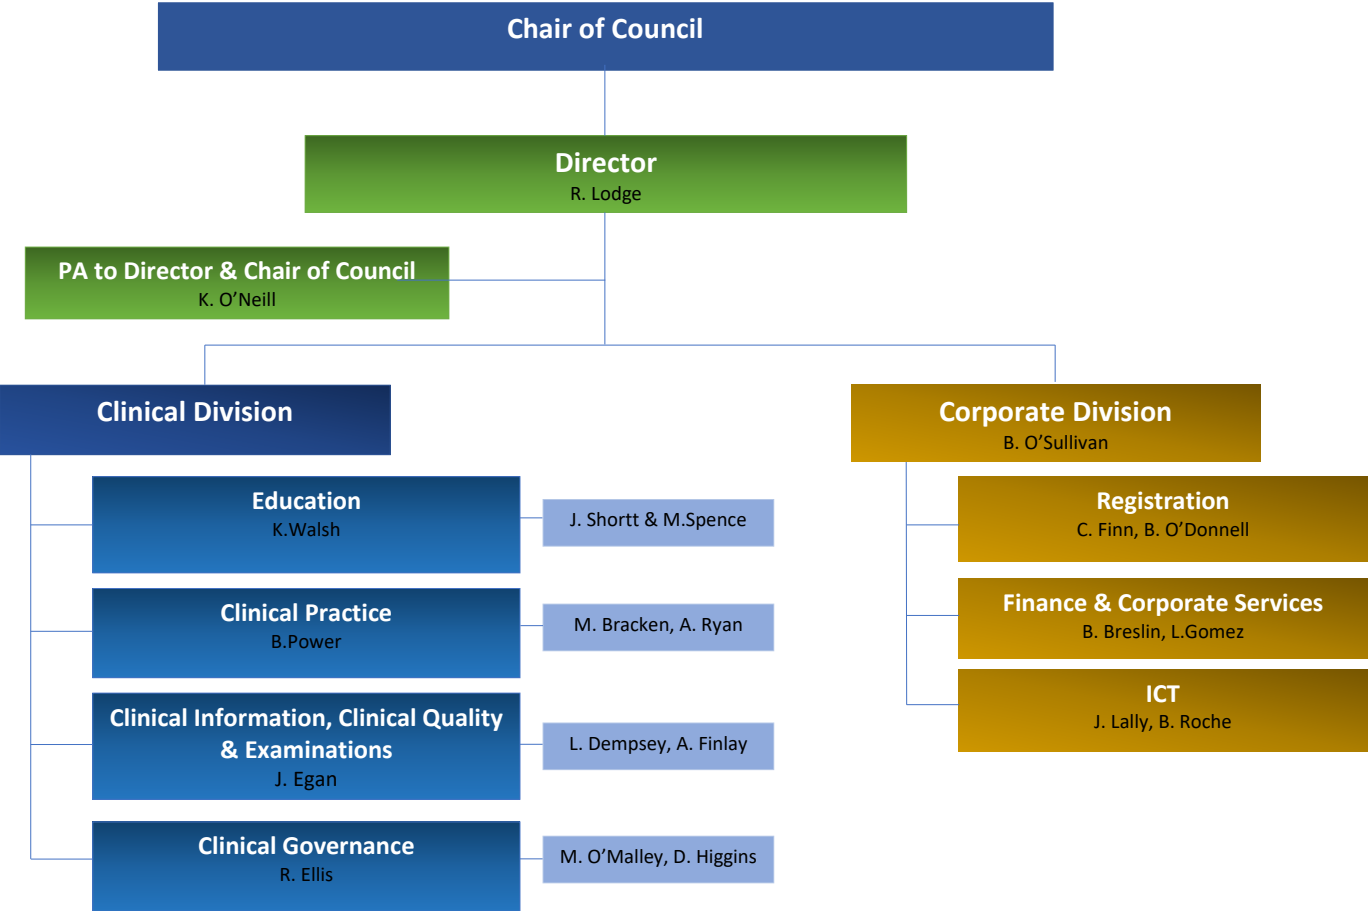 Chair of Council
Director
R. Lodge
PA to Director & Chair of Council
K. O’Neill
Clinical Division
Corporate Division
B. O’Sullivan
Education
K.Walsh
J. Shortt & M.Spence
Clinical Practice
B.Power
M. Bracken, A. Ryan
Clinical Information, Clinical Quality
& Examinations
J. Egan
L. Dempsey, A. Finlay
Clinical Governance
R. Ellis
M. O’Malley, D. Higgins
Registration
C. Finn, B. O’Donnell
Finance & Corporate Services
B. Breslin, L.Gomez
ICT
J. Lally, B. Roche